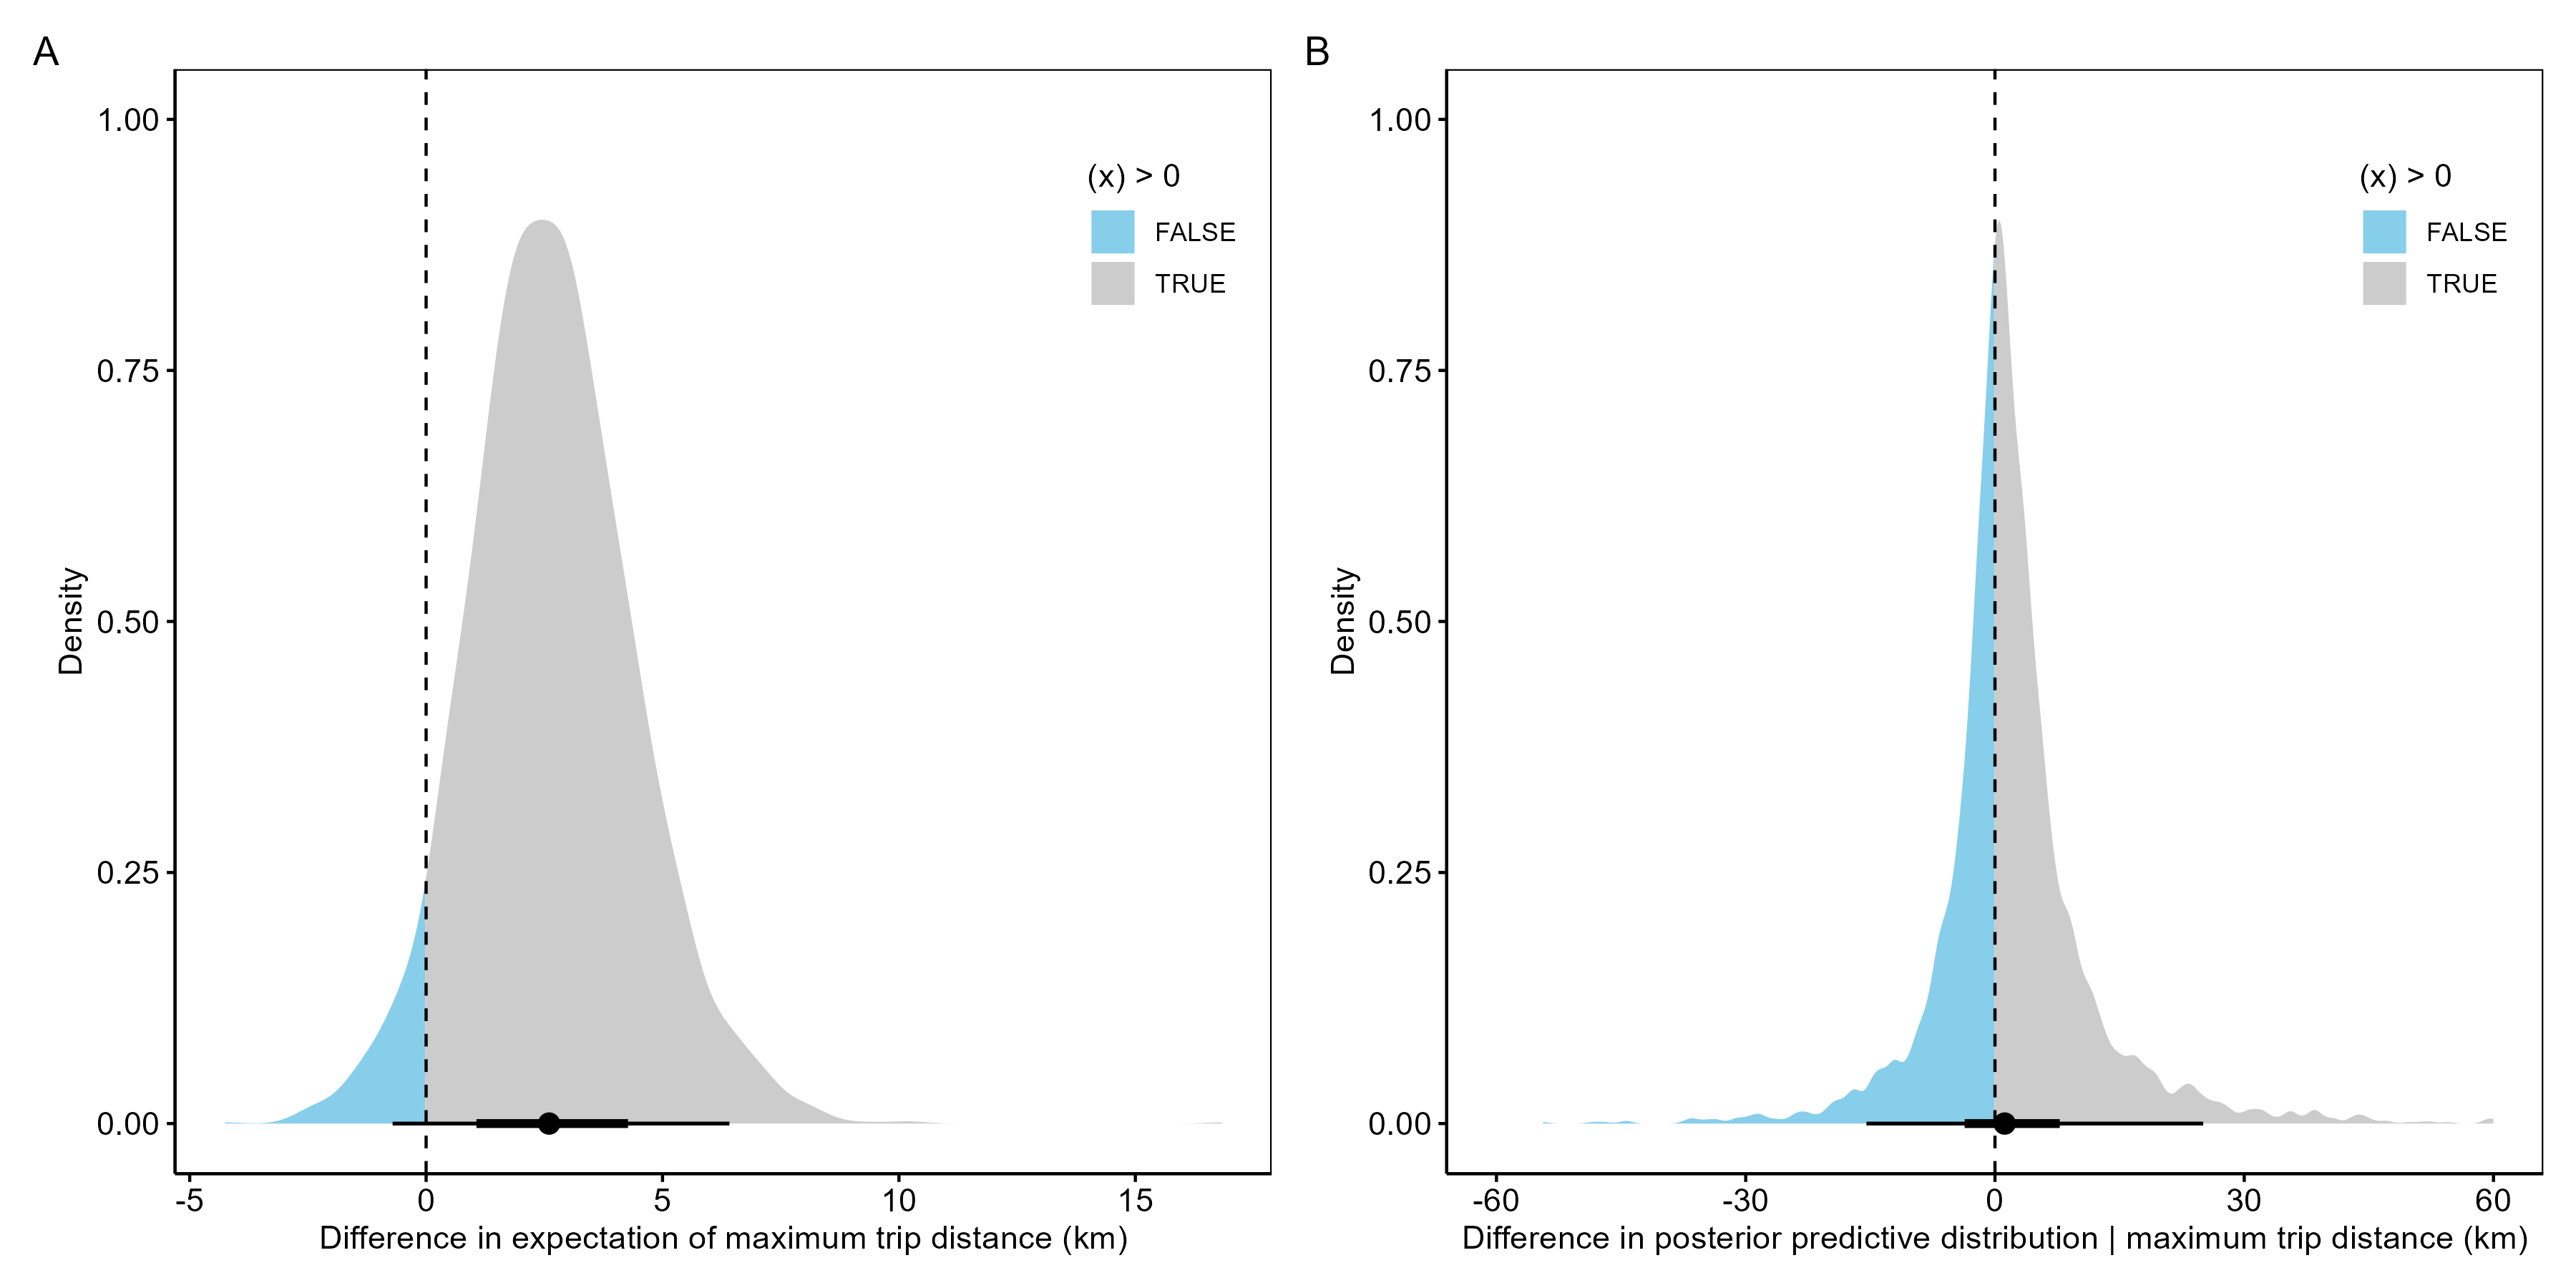 A
1.00
0.75
0.50
0.25
0.00
Density
(x) > 0
FALSE
TRUE
-5 0 5 10 15
Difference in expectation of maximum trip distance (km)
B
1.00
0.75
0.50
0.25
0.00
Density
(x) > 0
FALSE
TRUE
-60 -30 0 30 60
Difference in posterior predictive distribution | maximum trip distance (km)